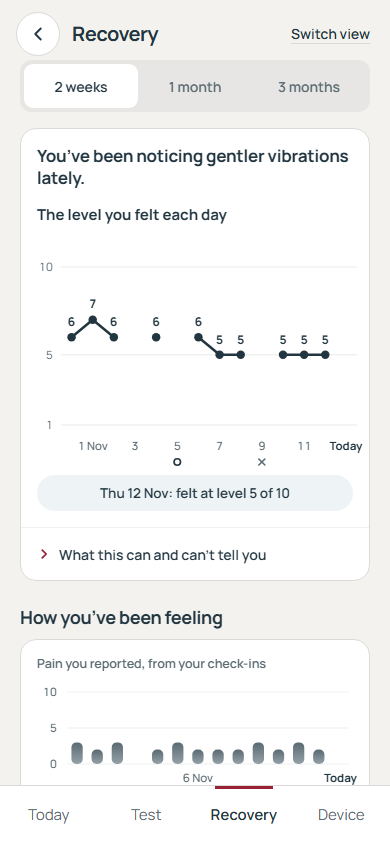 Recovery
Switch view
2 weeks 1 month 3 months
You've been noticing gentler vibrations
lately.
The level you felt each day
10
7
6 6 6 6
5 5 5 5 5
5
1
1 Nov 3 5 7 9 11 Today
Thu 12 Nov: felt at level 5 of 10
What this can and can't tell you
How you've been feeling
Pain you reported, from your check-ins
10
5
0
6 Nov Today
Today Test Recovery Device